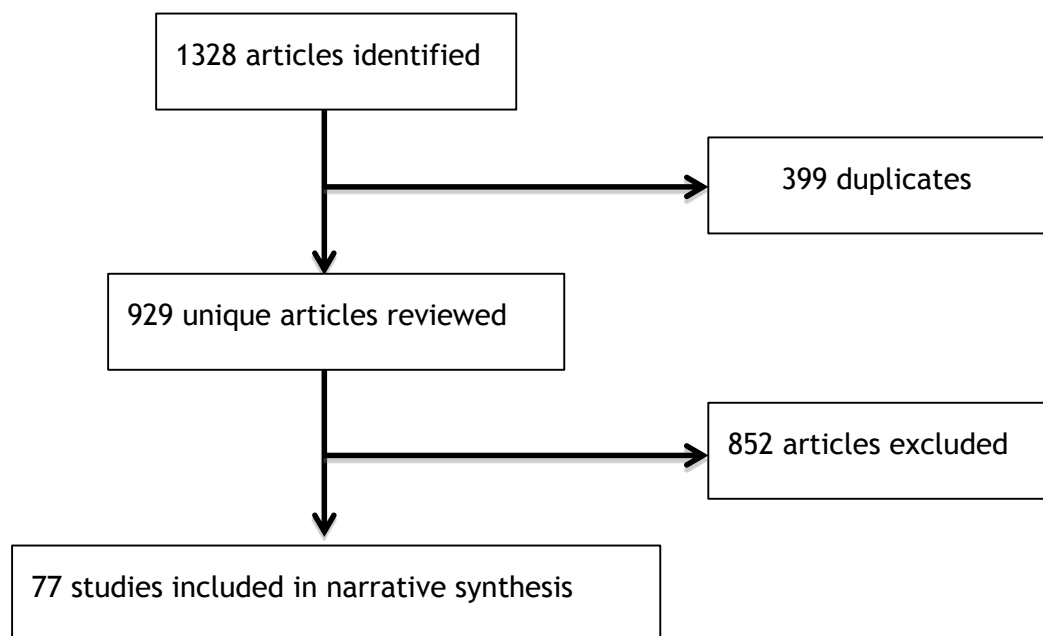 1328 articles identified
399 duplicates
929 unique articles reviewed
852 articles excluded
77 studies included in narrative synthesis